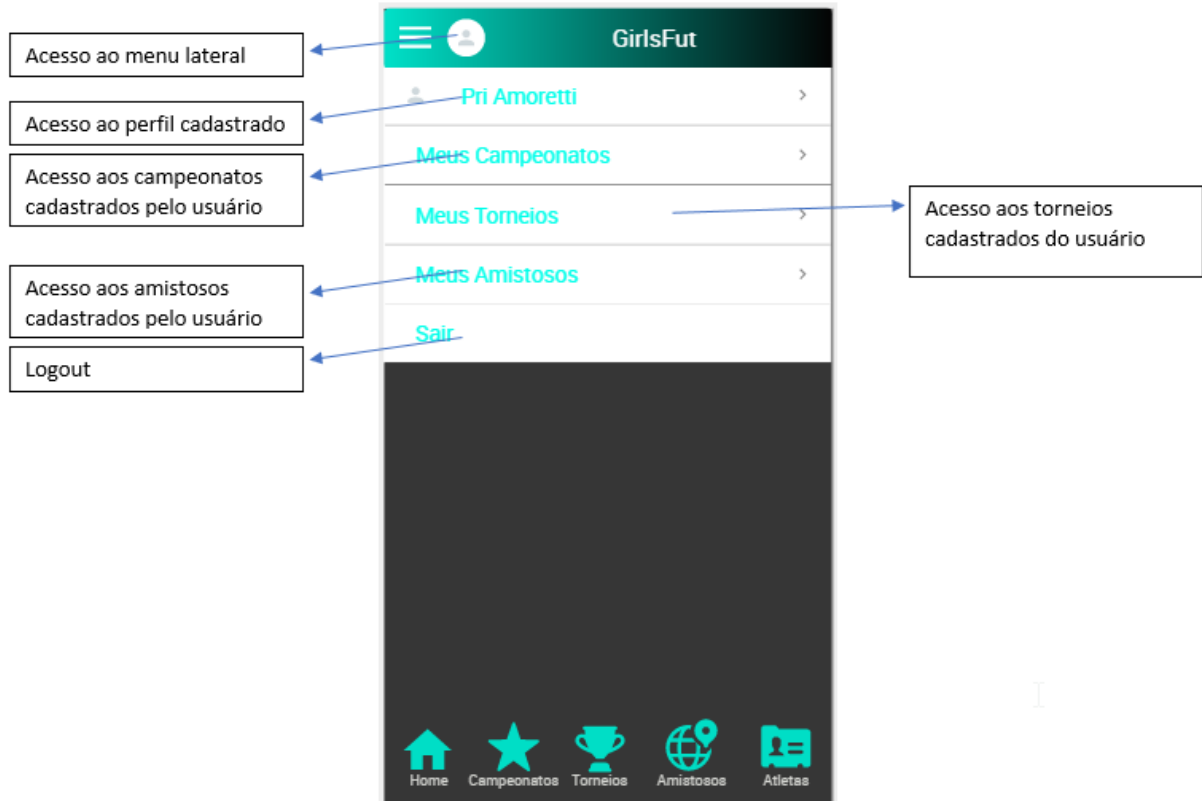 Acesso ao menu lateral
Acesso ao perfil cadastrado
Acesso aos campeonatos
cadastrados pelo usuário
Acesso aos amistosos
cadastrados pelo usuário
Logout
GirlsFut
Pri Amoretti
Meus Campeonatos
Meus Torneios
Meus Amistosos
Sair
Home
Campeonatos
Torneios
Amistosos
Atletas
Acesso aos torneios
cadastrados do usuário